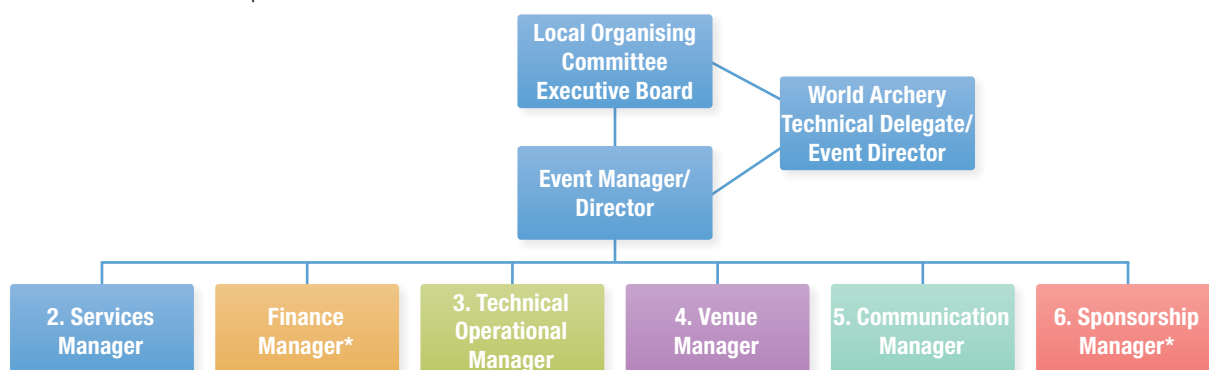 Local Organising
Committee
Executive Board
World Archery
Technical Delegate/
Event Director
Event Manager/
Director
2. Services
Manager
Finance
Manager*
3. Technical
Operational
Manager
4. Venue
Manager
5. Communication
Manager
6. Sponsorship
Manager*